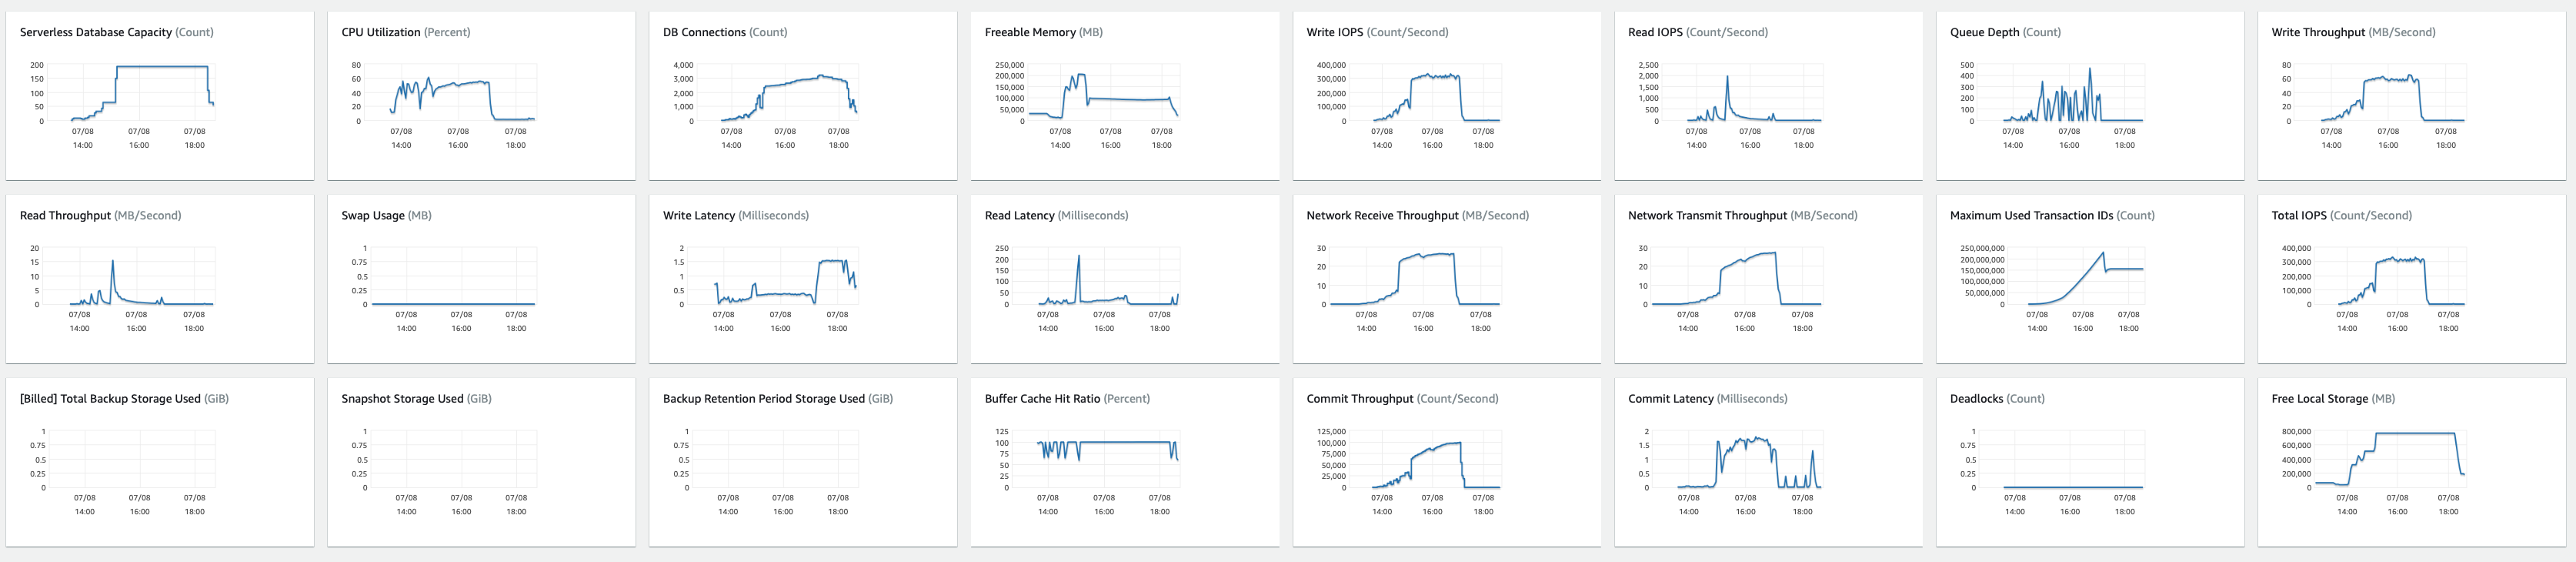 Serverless Database Capacity (Count)
200
150
100
50
0
07/08 07/08 07/08
14:00 16:00 18:00
CPU Utilization (Percent)
80
60
40
20
0
07/08 07/08 07/08
14:00 16:00 18:00
DB Connections (Count)
4,000
3,000
2,000
1,000
0
07/08 07/08 07/08
14:00 16:00 18:00
Freeable Memory (MB)
250,000
200,000
150,000
100,000
50,000
0
07/08 07/08 07/08
14:00 16:00 18:00
Write IOPS (Count/Second)
400,000
300,000
200,000
100,000
0
07/08 07/08 07/08
14:00 16:00 18:00
Read IOPS (Count/Second)
2,500
2,000
1,500
1,000
500
0
07/08 07/08 07/08
14:00 16:00 18:00
Queue Depth (Count)
500
400
300
200
100
0
07/08 07/08 07/08
14:00 16:00 18:00
Write Throughput (MB/Second)
80
60
40
20
0
07/08 07/08 07/08
14:00 16:00 18:00
Read Throughput (MB/Second)
20
15
10
5
0
07/08 07/08 07/08
14:00 16:00 18:00
Swap Usage (MB)
1
0.75
0.5
0.25
0
07/08 07/08 07/08
14:00 16:00 18:00
Write Latency (Milliseconds)
2
1.5
1
0.5
0
07/08 07/08 07/08
14:00 16:00 18:00
Read Latency (Milliseconds)
250
200
150
100
50
0
07/08 07/08 07/08
14:00 16:00 18:00
Network Receive Throughput (MB/Second)
30
20
10
0
07/08 07/08 07/08
14:00 16:00 18:00
Network Transmit Throughput (MB/Second)
30
20
10
0
07/08 07/08 07/08
14:00 16:00 18:00
Maximum Used Transaction IDs (Count)
250,000,000
200,000,000
150,000,000
100,000,000
50,000,000
0
07/08 07/08 07/08
14:00 16:00 18:00
Total IOPS (Count/Second)
400,000
300,000
200,000
100,000
0
07/08 07/08 07/08
14:00 16:00 18:00
[Billed] Total Backup Storage Used (GiB)
1
0.75
0.5
0.25
0
07/08 07/08 07/08
14:00 16:00 18:00
Snapshot Storage Used (GiB)
1
0.75
0.5
0.25
0
07/08 07/08 07/08
14:00 16:00 18:00
Backup Retention Period Storage Used (GiB)
1
0.75
0.5
0.25
0
07/08 07/08 07/08
14:00 16:00 18:00
Buffer Cache Hit Ratio (Percent)
125
100
75
50
25
0
07/08 07/08 07/08
14:00 16:00 18:00
Commit Throughput (Count/Second)
125,000
100,000
75,000
50,000
25,000
0
07/08 07/08 07/08
14:00 16:00 18:00
Commit Latency (Milliseconds)
2
1.5
1
0.5
0
07/08 07/08 07/08
14:00 16:00 18:00
Deadlocks (Count)
1
0.75
0.5
0.25
0
07/08 07/08 07/08
14:00 16:00 18:00
Free Local Storage (MB)
800,000
600,000
400,000
200,000
0
07/08 07/08 07/08
14:00 16:00 18:00